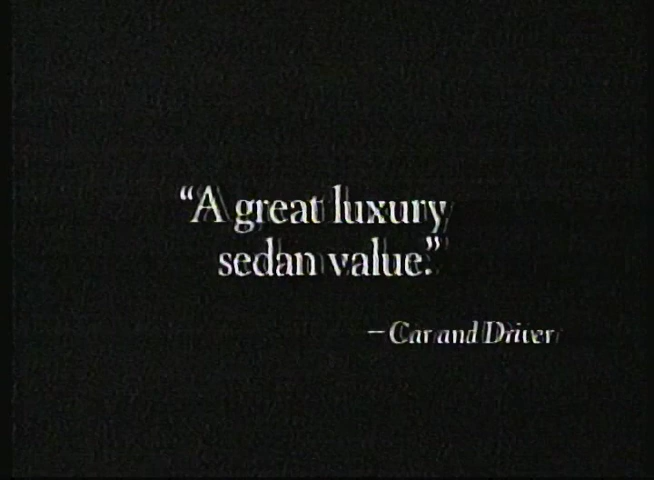 “A great luxury
sedan value.”
—Car and Driver